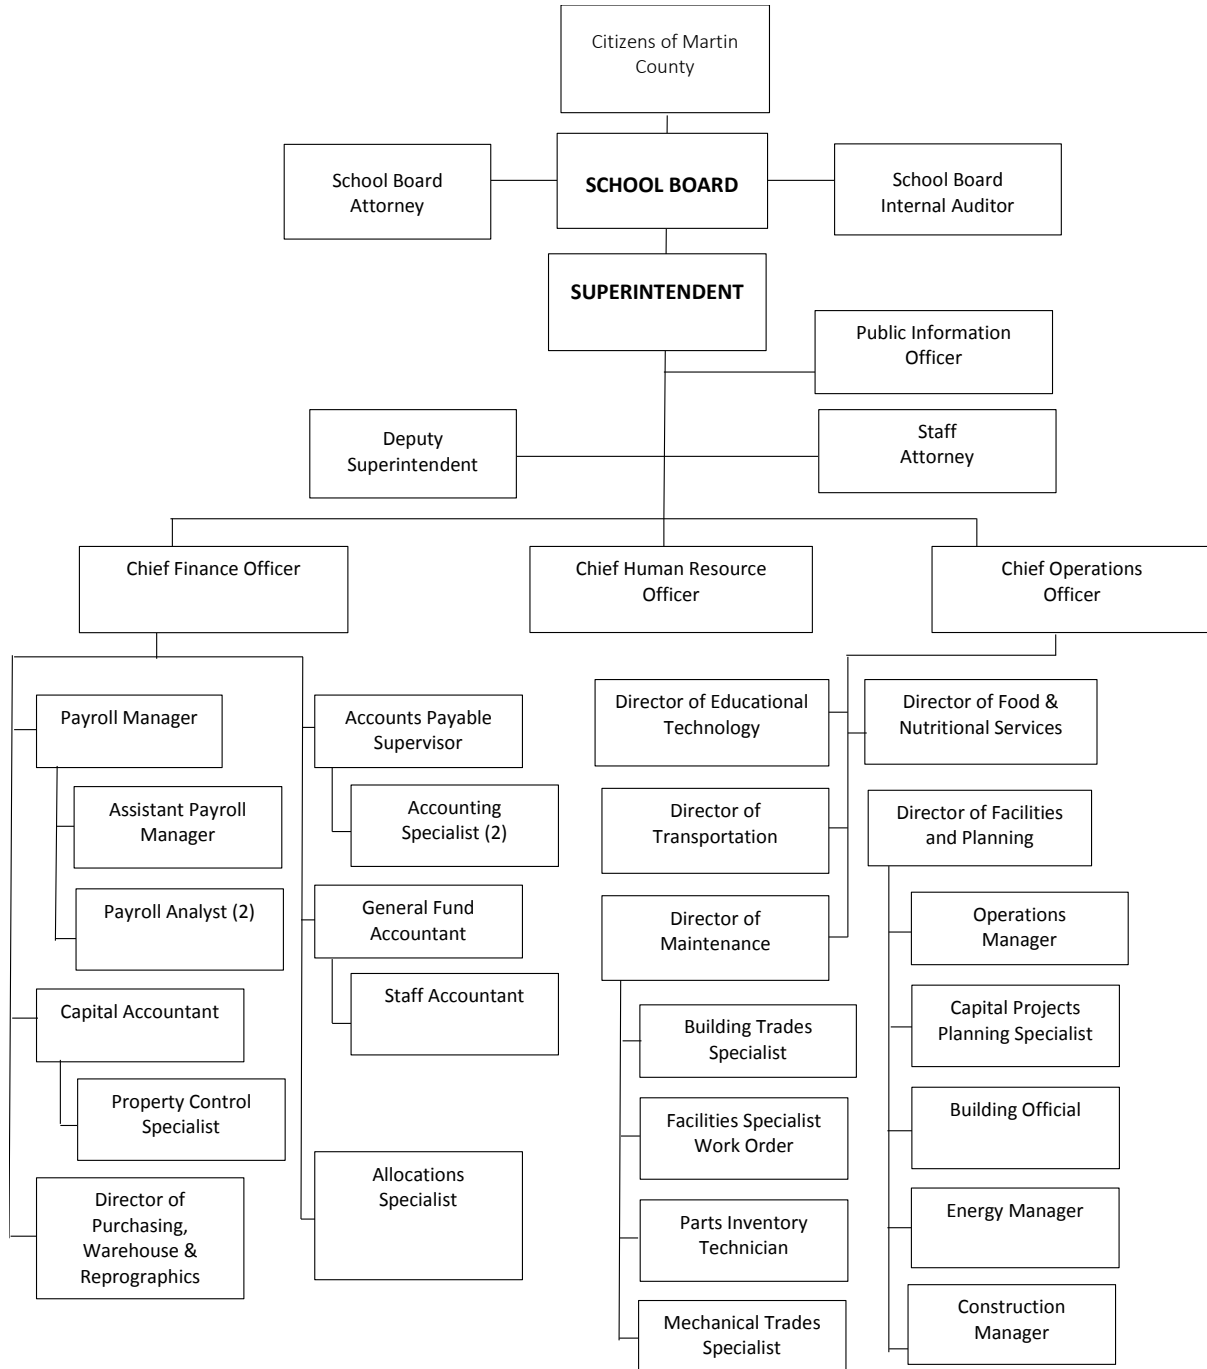 Citizens of Martin
County
School Board
Attorney
SCHOOL BOARD
School Board
Internal Auditor
SUPERINTENDENT
Public Information
Officer
Deputy
Superintendent
Staff
Attorney
Chief Finance Officer
Chief Human Resource
Officer
Chief Operations
Officer
Payroll Manager
Assistant Payroll
Manager
Payroll Analyst (2)
Capital Accountant
Property Control
Specialist
Director of
Purchasing,
Warehouse &
Reprographics
Accounts Payable
Supervisor
Accounting
Specialist (2)
General Fund
Accountant
Staff Accountant
Allocations
Specialist
Director of Educational
Technology
Director of
Transportation
Director of
Maintenance
Building Trades
Specialist
Facilities Specialist
Work Order
Parts Inventory
Technician
Mechanical Trades
Specialist
Director of Food &
Nutritional Services
Director of Facilities
and Planning
Operations
Manager
Capital Projects
Planning Specialist
Building Official
Energy Manager
Construction
Manager